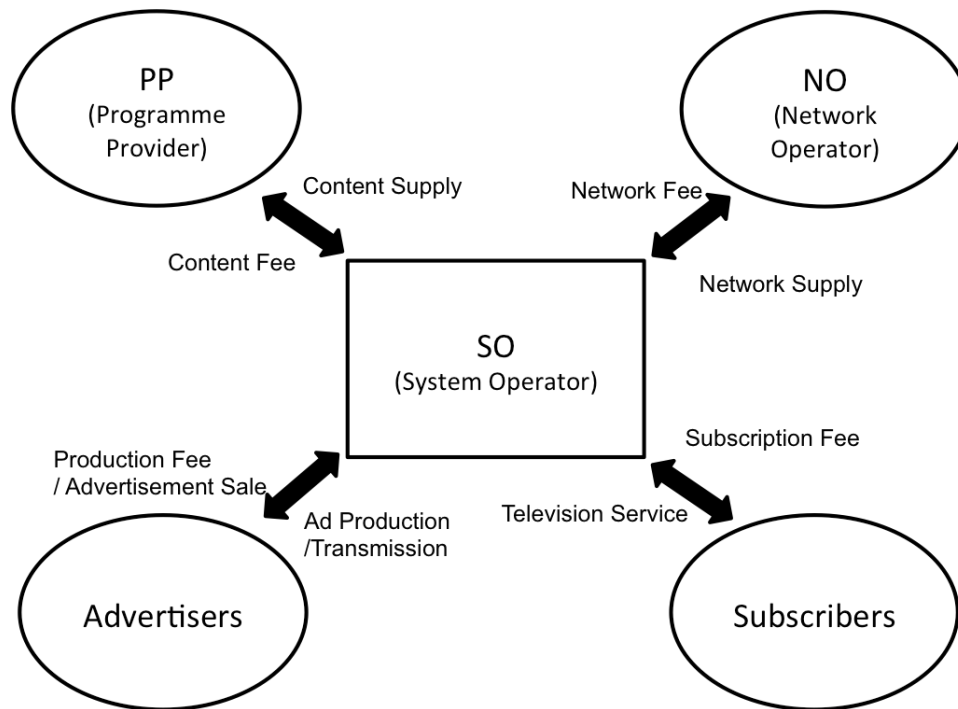 PP
(Programme
Provider)
NO
(Network
Operator)
Content Supply
Network Fee
Content Fee
Network Supply
SO
(System Operator)
Subscription Fee
Production Fee
/ Advertisement Sale
Television Service
Ad Production
/Transmission
Advertisers
Subscribers